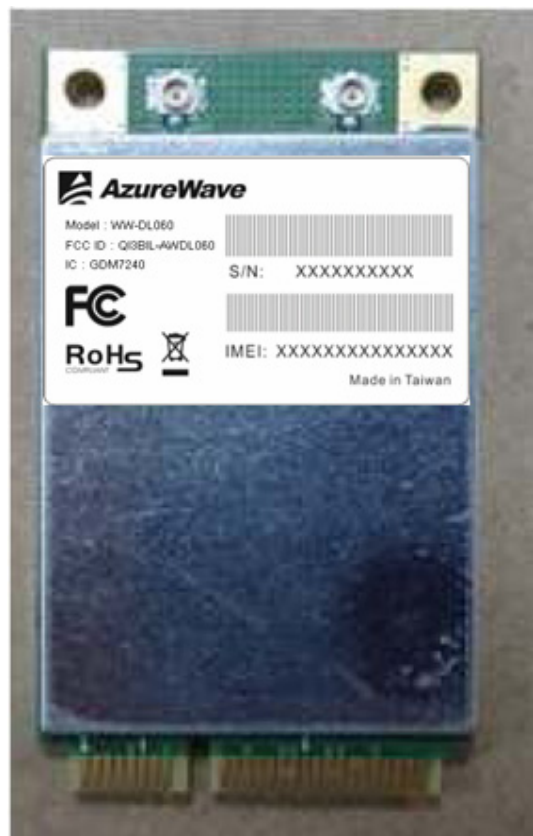 AzureWave
Model : WW-DL060
FCC ID : QI3BIL-AWDL060
IC : GDM7240
S/N: XXXXXXXXXX
FC
RoHS
COMPLIANT
IMEI: XXXXXXXXXXXXXXX
Made in Taiwan